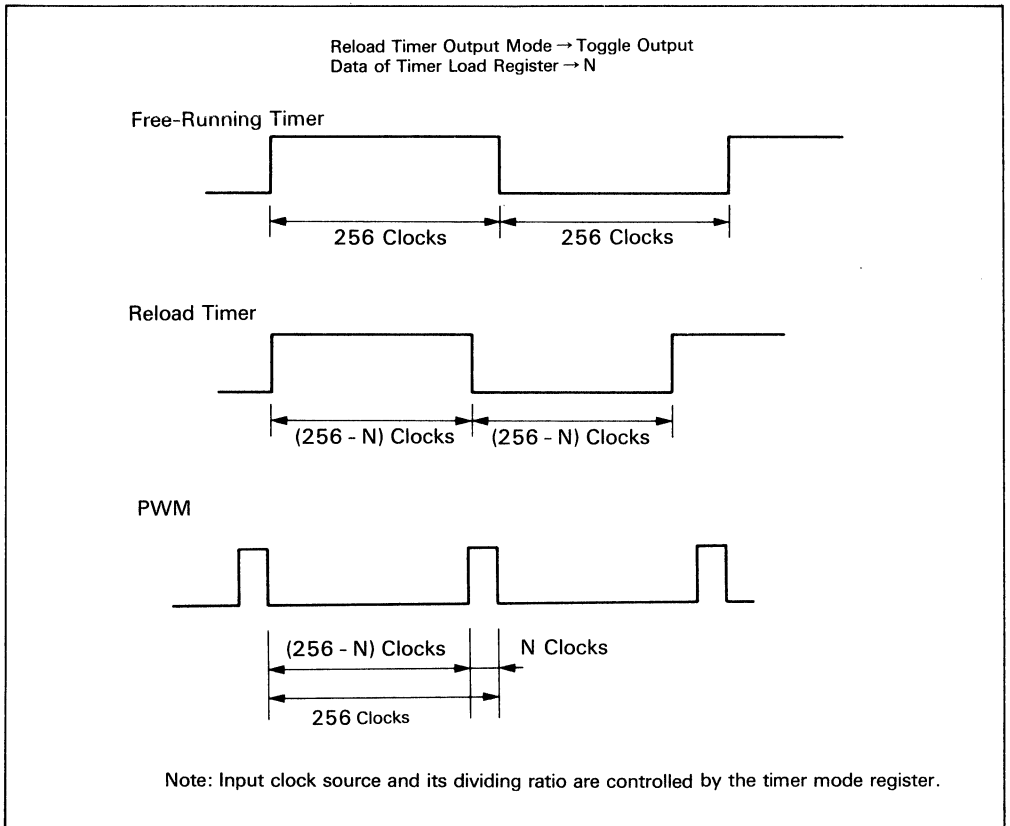 Reload Timer Output Mode → Toggle Output
Data of Timer Load Register → N
Free-Running Timer
256 Clocks 256 Clocks
Reload Timer
(256 - N) Clocks (256 - N) Clocks
PWM
(256 - N) Clocks N Clocks
256 Clocks
Note: Input clock source and its dividing ratio are controlled by the timer mode register.